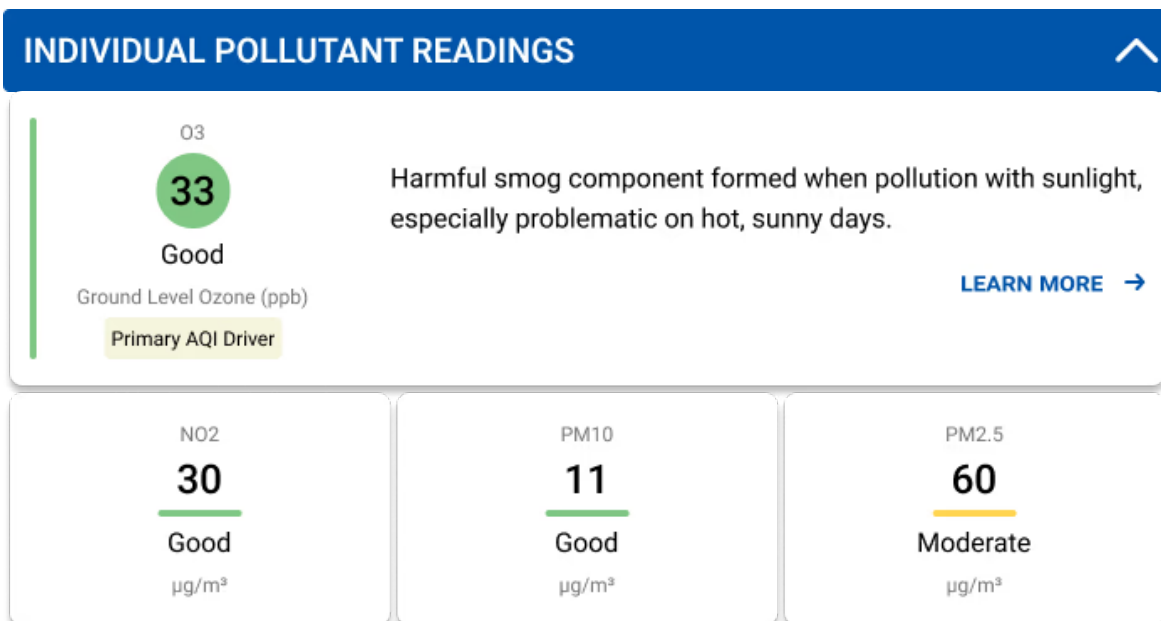 INDIVIDUAL POLLUTANT READINGS
O3
33
Good
Ground Level Ozone (ppb)
Primary AQI Driver
Harmful smog component formed when pollution with sunlight,
especially problematic on hot, sunny days.
LEARN MORE →
NO2
30
Good
µg/m³
PM10
11
Good
µg/m³
PM2.5
60
Moderate
µg/m³